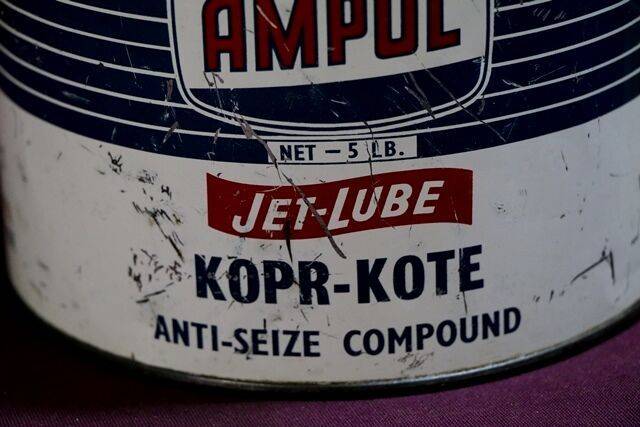 AMPOL
NET – 5 LB.
JET-LUBE
KOPR-KOTE
ANTI-SEIZE COMPOUND